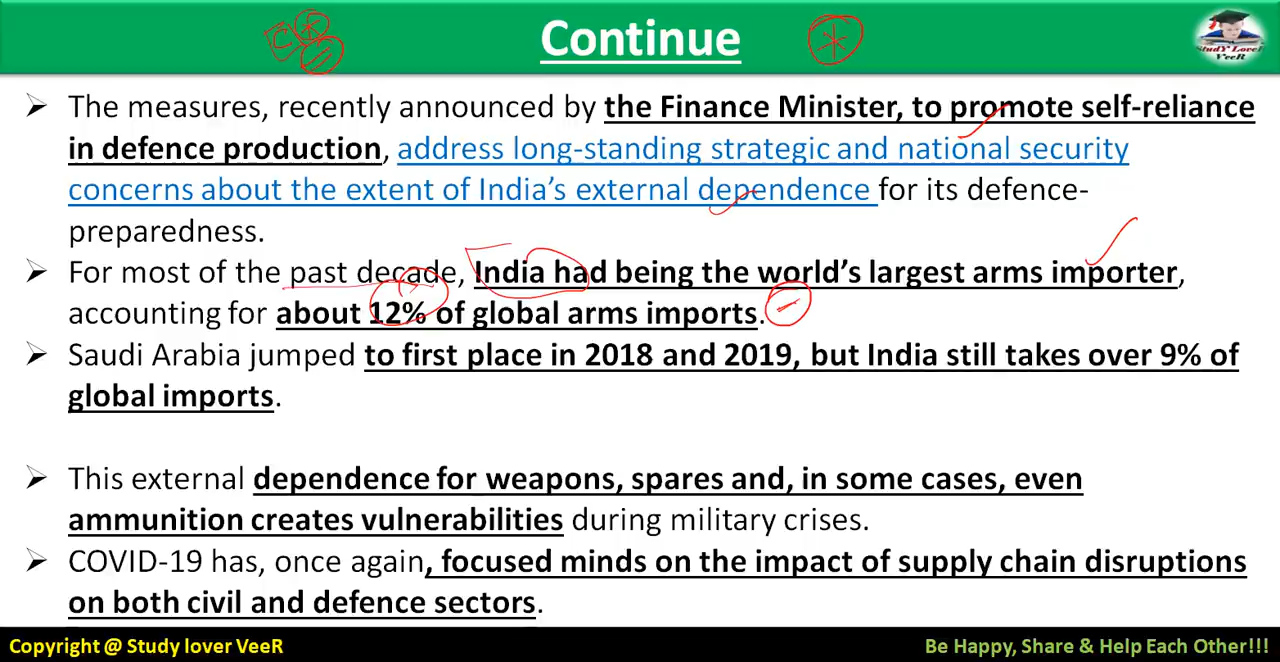 Continue
StudY LoveR
VeeR
➢ The measures, recently announced by the Finance Minister, to promote self-reliance
in defence production, address long-standing strategic and national security
concerns about the extent of India’s external dependence for its defence-
preparedness.
➢ For most of the past decade, India had being the world’s largest arms importer,
accounting for about 12% of global arms imports.
➢ Saudi Arabia jumped to first place in 2018 and 2019, but India still takes over 9% of
global imports.
➢ This external dependence for weapons, spares and, in some cases, even
ammunition creates vulnerabilities during military crises.
➢ COVID-19 has, once again, focused minds on the impact of supply chain disruptions
on both civil and defence sectors.
Copyright @ Study lover VeeR
Be Happy, Share & Help Each Other!!!